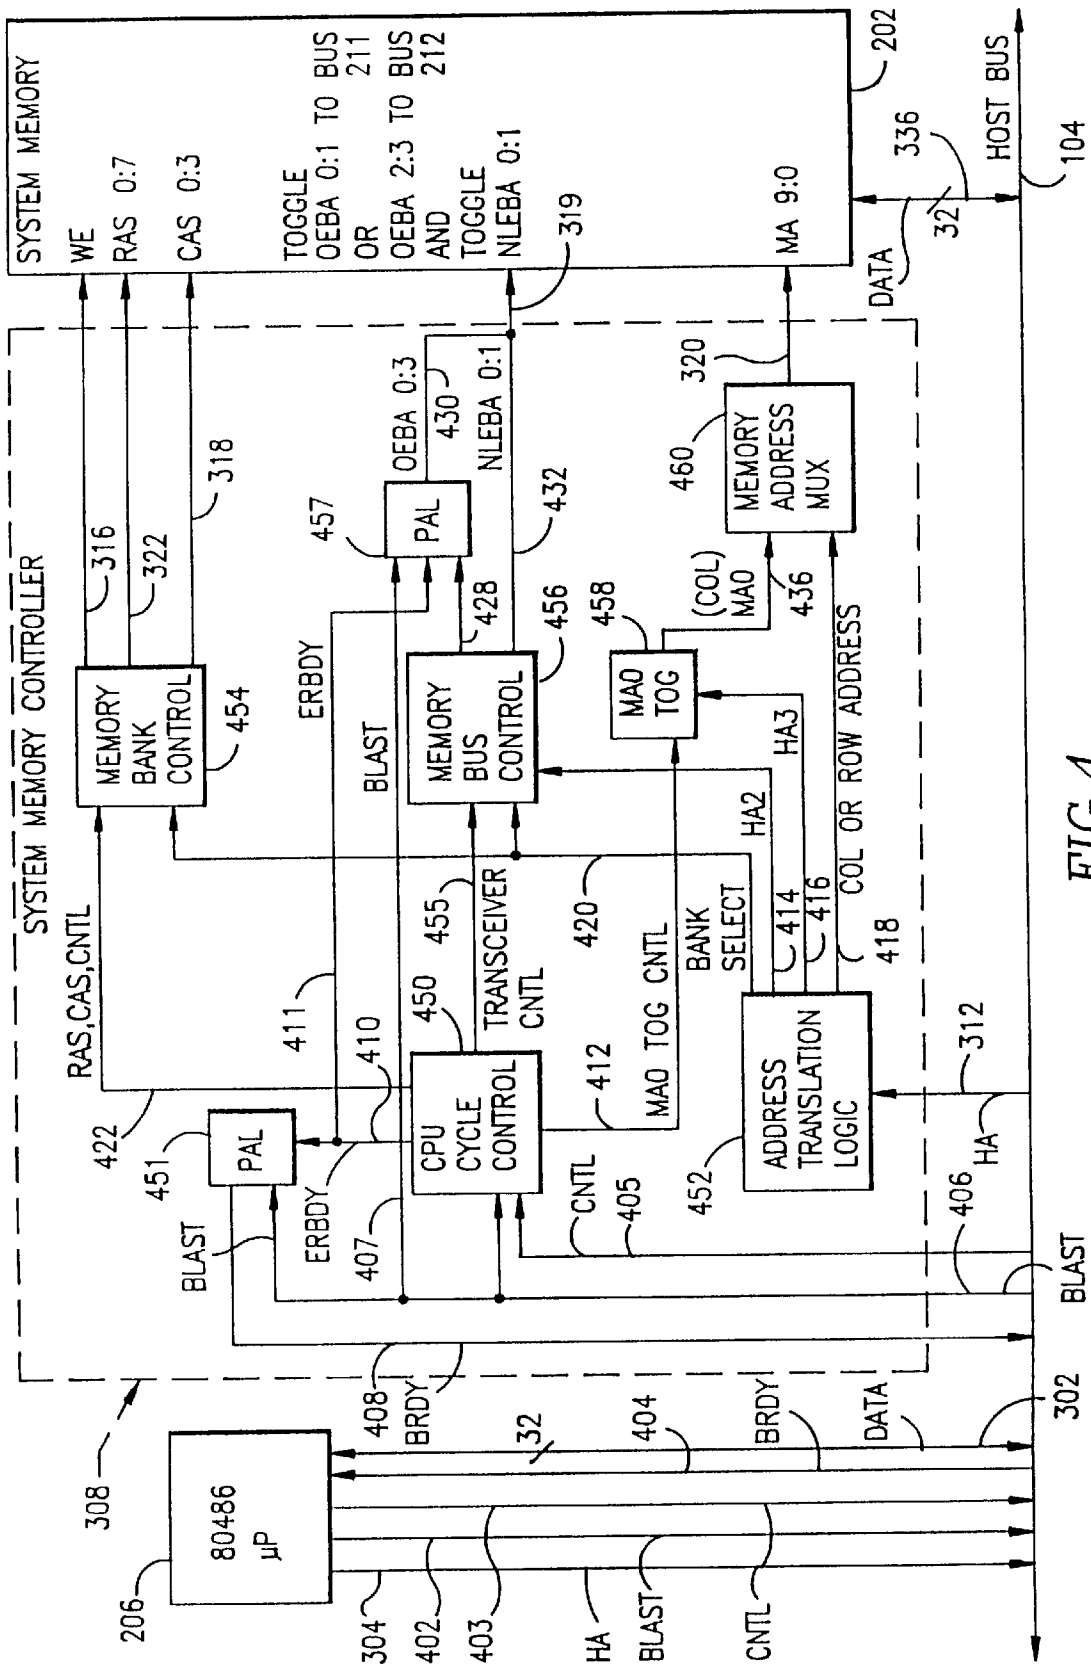 SYSTEM MEMORY
WE
RAS 0:7
CAS 0:3
TOGGLE
OEBA 0:1 TO BUS
211
OR
OEBA 2:3 TO BUS
212
AND
TOGGLE
NLEBA 0:1
MA 9:0
202
319
320
DATA
32
336
HOST BUS
104
SYSTEM MEMORY CONTROLLER
MEMORY
BANK
CONTROL
454
316
322
318
RAS,CAS,CNTL
422
411
ERBDY
BLAST
457
PAL
OEBA 0:3
430
NLEBA 0:1
432
428
456
MEMORY
BUS
CONTROL
455
TRANSCEIVER
CNTL
420
458
MA0
TOG
(COL)
MA0
436
460
MEMORY
ADDRESS
MUX
451
PAL
BLAST
ERBDY
410
407
450
CPU
CYCLE
CONTROL
412
MA0 TOG CNTL
BANK
SELECT
HA2
414
HA3
416
COL OR ROW ADDRESS
418
452
ADDRESS
TRANSLATION
LOGIC
CNTL
405
312
HA
406
BLAST
408
BRDY
308
206
80486
µP
304
402
403
HA
BLAST
CNTL
32
404
BRDY
DATA
302